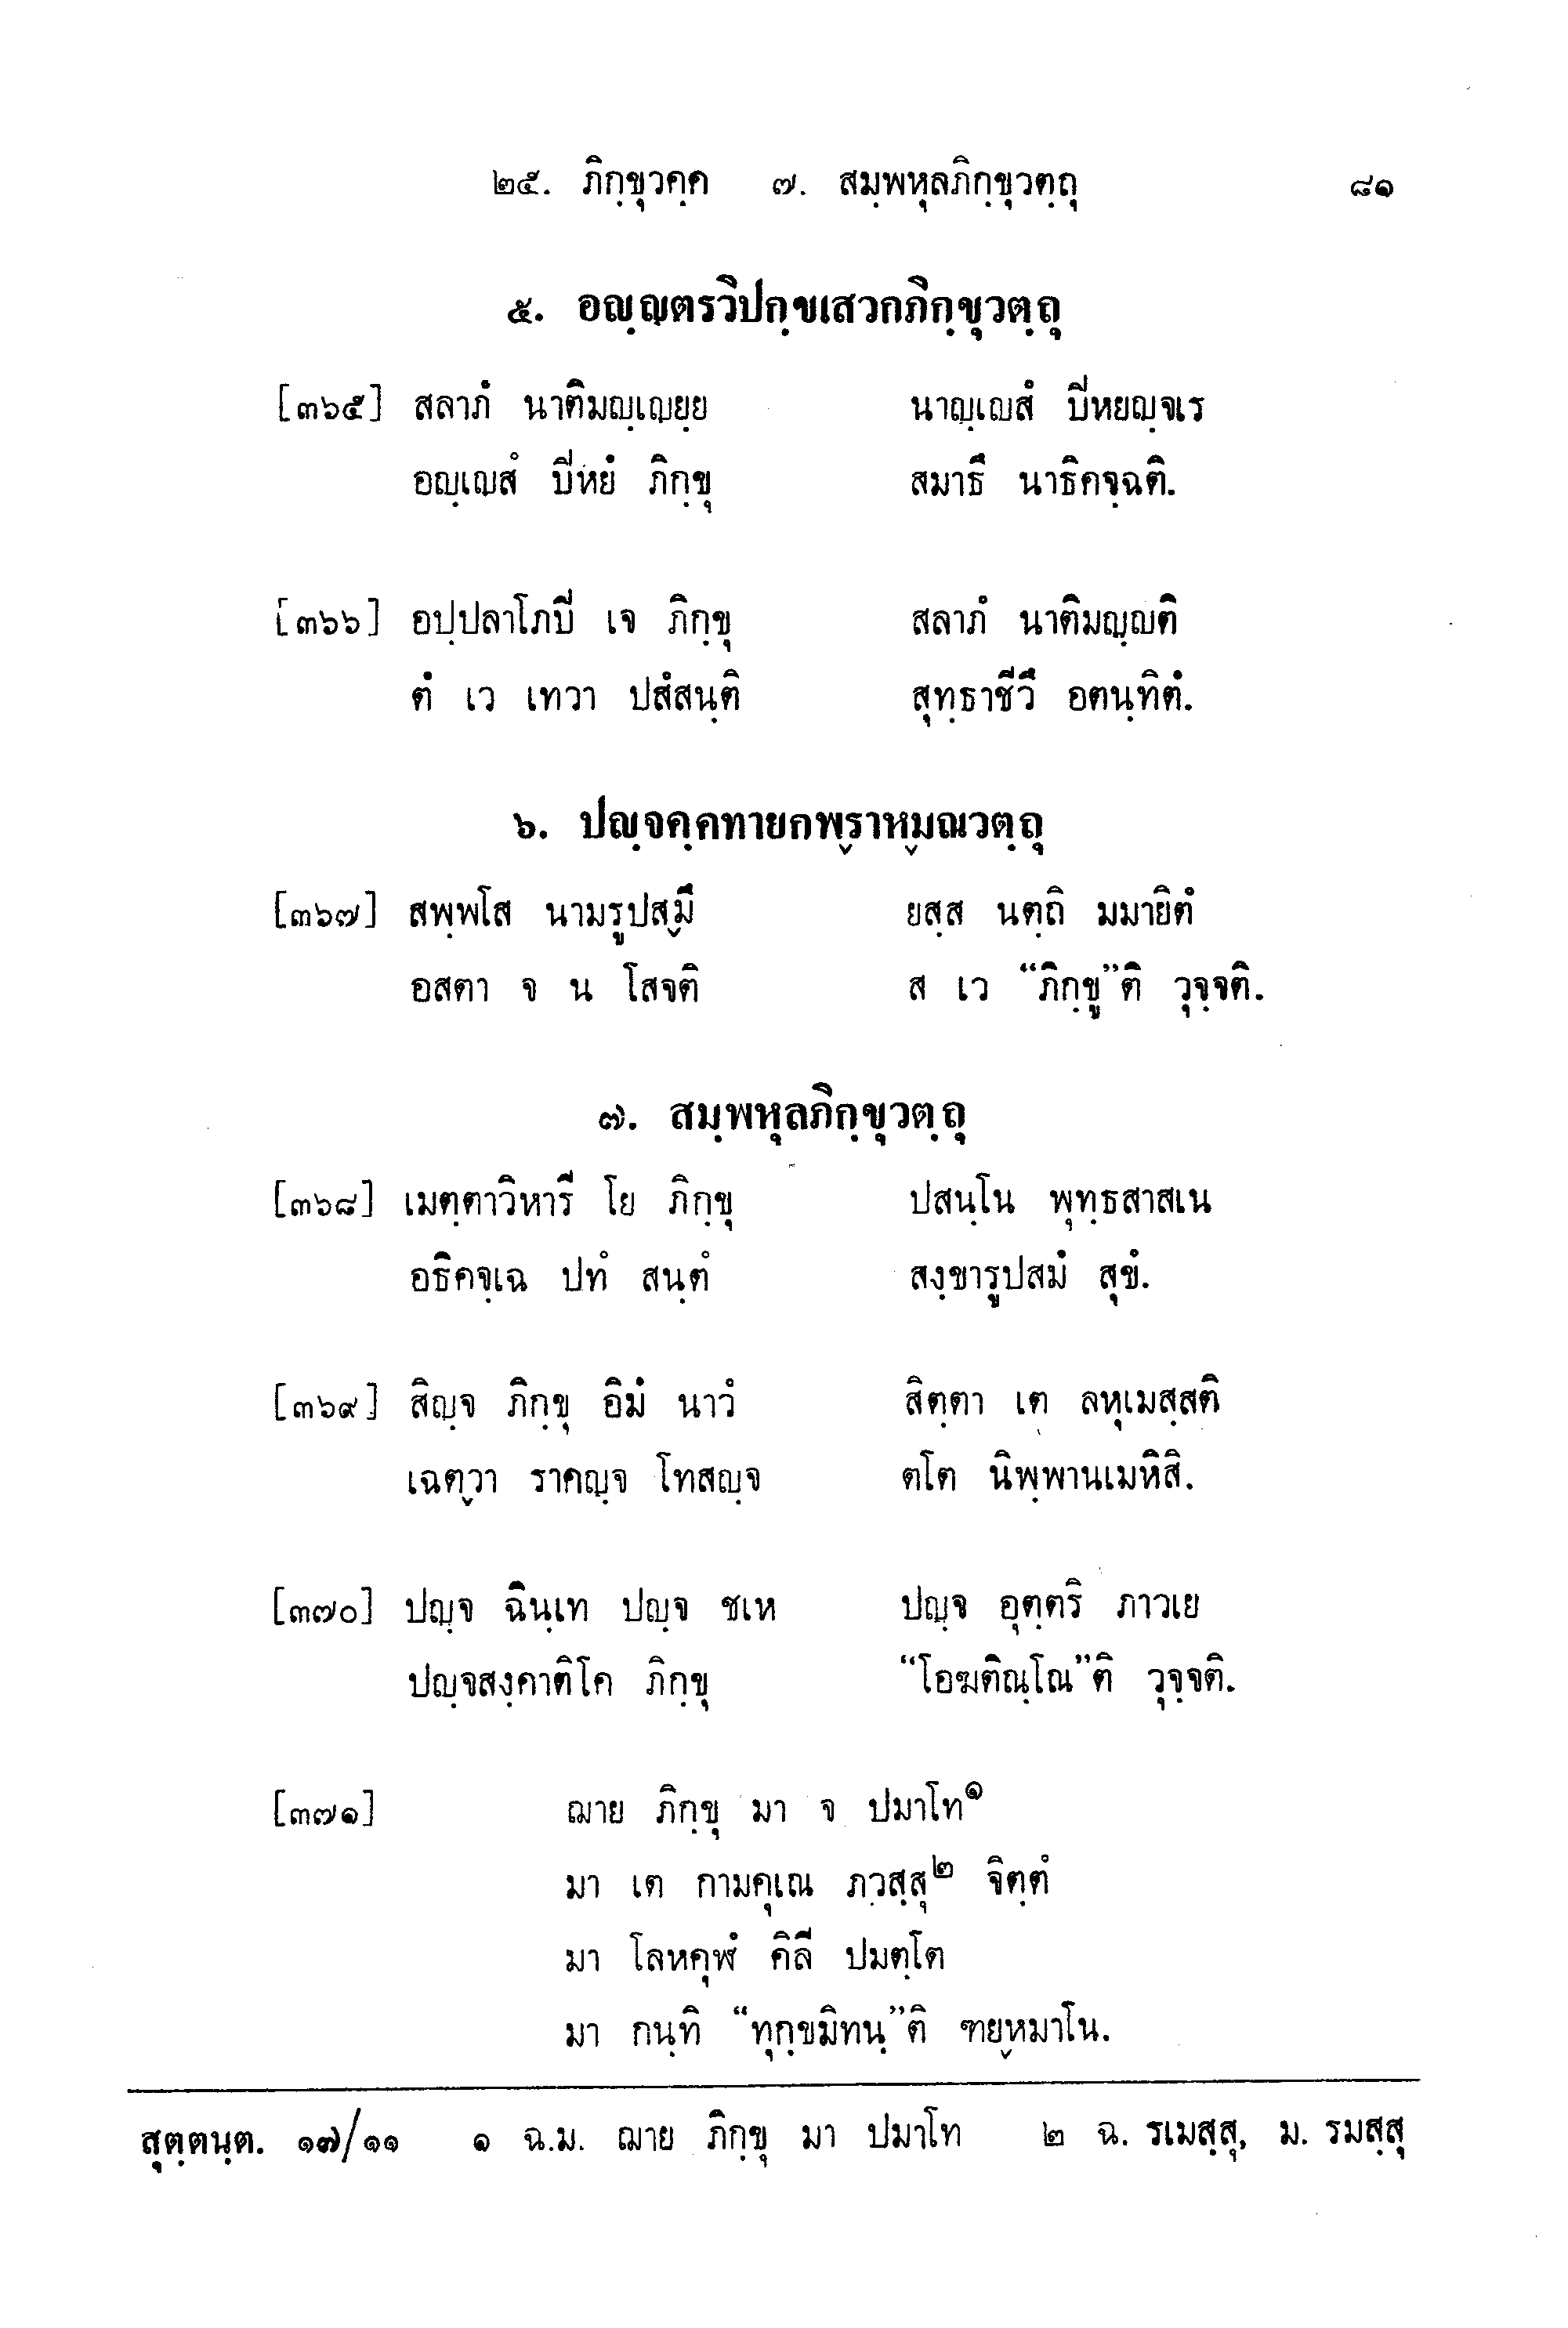 ๒๕. ภิกฺขุวคฺค ๗. สมฺพหุลภิกฺขุวตฺถุ ๘๑
๕. อญฺญตรวิปกฺขเสวกภิกฺขุวตฺถุ
[๓๖๕] สลาภํ นาติมญฺเญยฺย นาญฺเญสํ ปิหยญฺจเร
อญฺเญสํ ปิหยํ ภิกฺขุ สมาธึ นาธิคจฺฉติ.
[๓๖๖] อปฺปลาโภปิ เจ ภิกฺขุ สลาภํ นาติมญฺญติ
ตํ เว เทวา ปสํสนฺติ สุทฺธาชีวึ อตนฺทิตํ.
๖. ปญฺจคฺคทายกพฺราหฺมณวตฺถุ
[๓๖๗] สพฺพโส นามรูปสฺมึ ยสฺส นตฺถิ มมายิตํ
อสตา จ น โสจติ ส เว “ภิกฺขู”ติ วุจฺจติ.
๗. สมฺพหุลภิกฺขุวตฺถุ
[๓๖๘] เมตฺตาวิหารี โย ภิกฺขุ ปสนฺโน พุทฺธสาสเน
อธิคจฺเฉ ปทํ สนฺตํ สงฺขารูปสมํ สุขํ.
[๓๖๙] สิญฺจ ภิกฺขุ อิมํ นาวํ สิตฺตา เต ลหุเมสฺสติ
เฉตฺวา ราคญฺจ โทสญฺจ ตโต นิพฺพานเมหิสิ.
[๓๗๐] ปญฺจ ฉินฺเท ปญฺจ ชเห ปญฺจ อุตฺตริ ภาวเย
ปญฺจสงฺคาติโค ภิกฺขุ “โอฆติณฺโณ”ติ วุจฺจติ.
[๓๗๑] ฌาย ภิกฺขุ มา จ ปมาโท๑
มา เต กามคุเณ ภวสฺสุ๒ จิตฺตํ
มา โลหคุฬํ คิลี ปมตฺโต
มา กนฺทิ “ทุกฺขมิทนฺ”ติ ฑยฺหมาโน.
สุตฺตนฺต. ๑๗/๑๑ ๑ ฉ.ม. ฌาย ภิกฺขุ มา ปมาโท ๒ ฉ. รเมสฺสุ, ม. รมสฺสุ